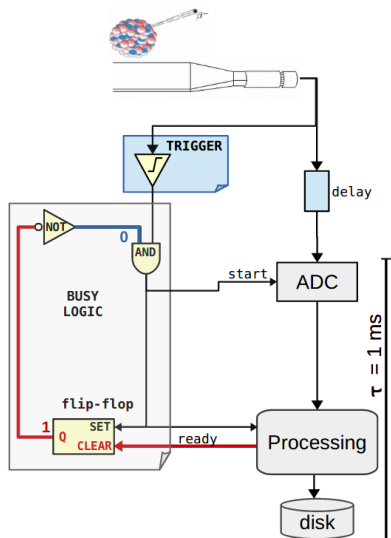 TRIGGER
delay
NOT
0
AND
start
ADC
BUSY
LOGIC
τ = 1 ms
flip-flop
1
Q
SET
CLEAR
ready
Processing
disk